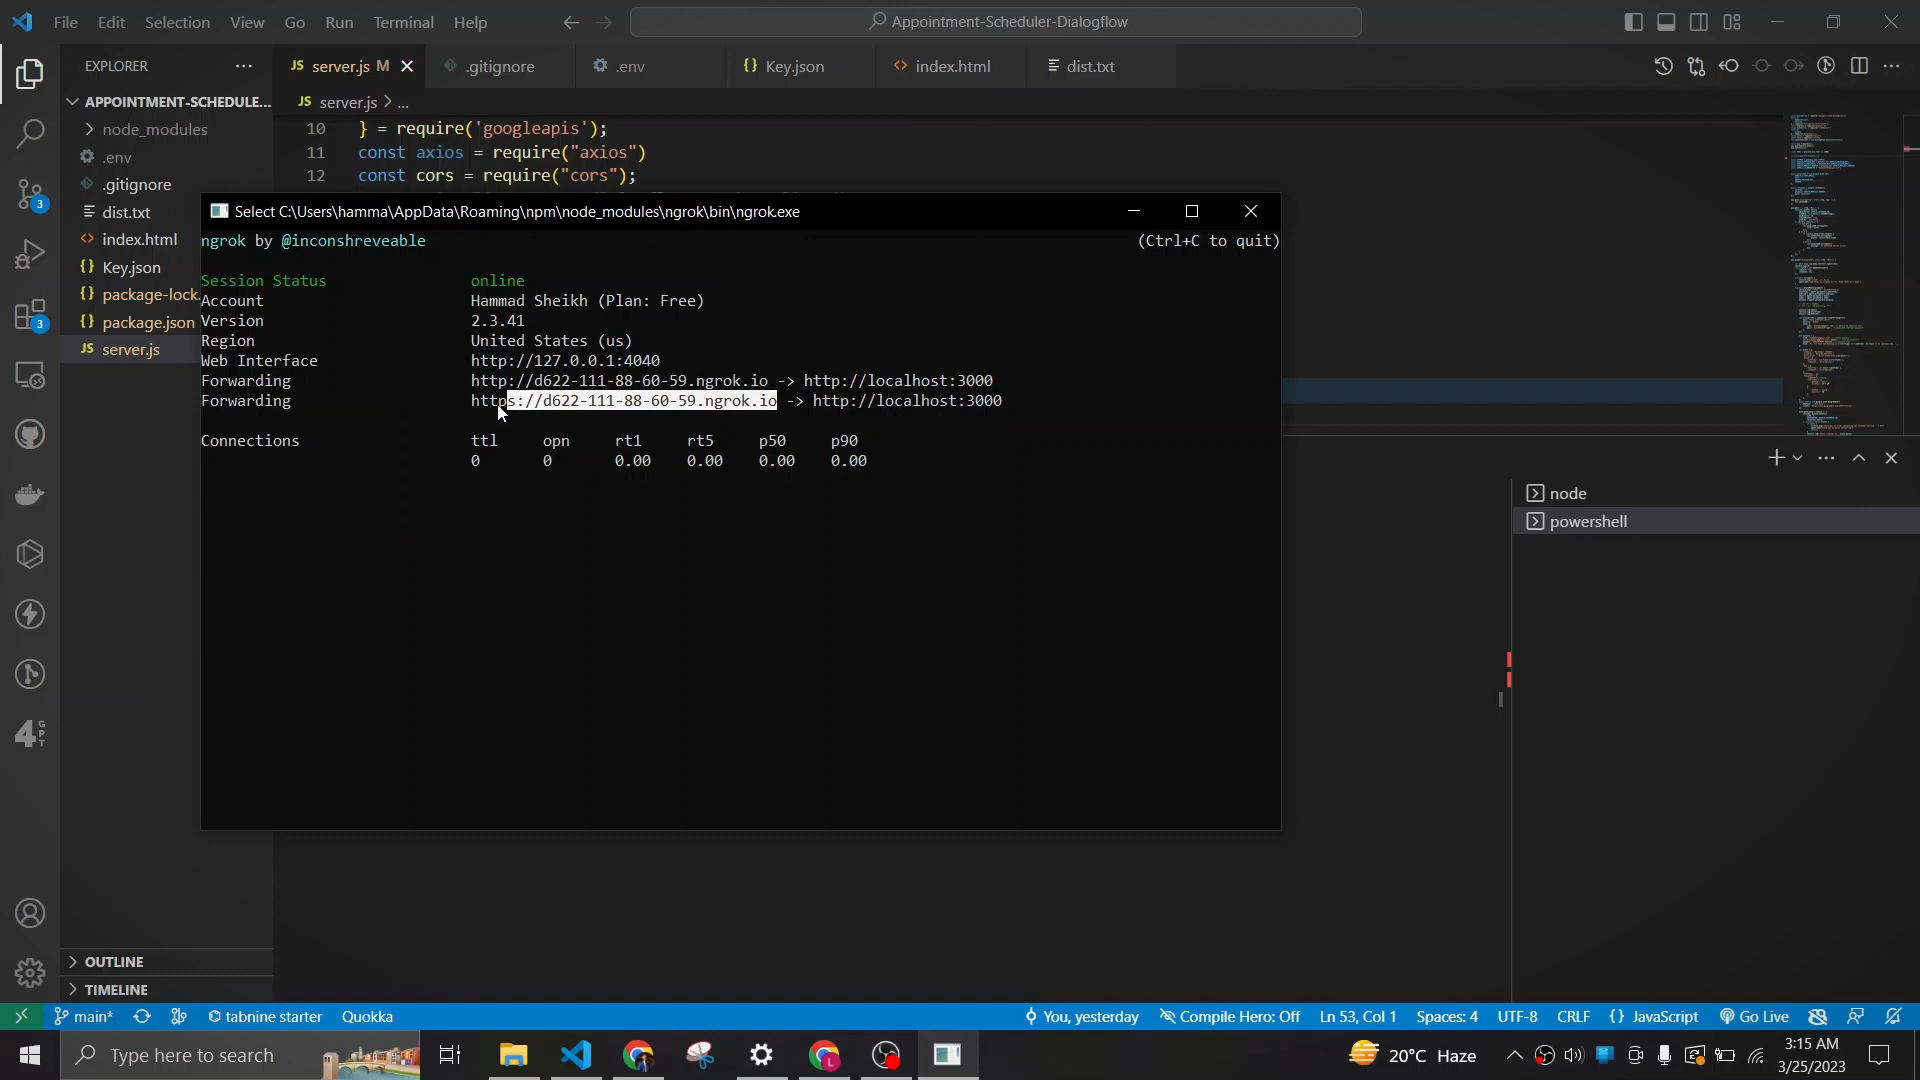 File Edit Selection View Go Run Terminal Help
Appointment-Scheduler-Dialogflow
EXPLORER
JS server.js M
.gitignore
.env
{} Key.json
<> index.html
dist.txt
APPOINTMENT-SCHEDULE...
JS server.js > ...
node_modules
.env
.gitignore
dist.txt
<> index.html
{} Key.json
{} package-lock.
{} package.json
JS server.js
10 } = require('googleapis');
11 const axios = require("axios")
12 const cors = require("cors");
Select C:\Users\hamma\AppData\Roaming\npm\node_modules\ngrok\bin\ngrok.exe
ngrok by @inconshreveable (Ctrl+C to quit)
Session Status online
Account Hammad Sheikh (Plan: Free)
Version 2.3.41
Region United States (us)
Web Interface http://127.0.0.1:4040
Forwarding http://d622-111-88-60-59.ngrok.io -> http://localhost:3000
Forwarding https://d622-111-88-60-59.ngrok.io -> http://localhost:3000
Connections ttl opn rt1 rt5 p50 p90
0 0 0.00 0.00 0.00 0.00
node
powershell
3
3
4 GPT
OUTLINE
TIMELINE
main* tabnine starter Quokka
You, yesterday Compile Hero: Off Ln 53, Col 1 Spaces: 4 UTF-8 CRLF {} JavaScript Go Live
Type here to search
L
20°C Haze
3:15 AM
3/25/2023